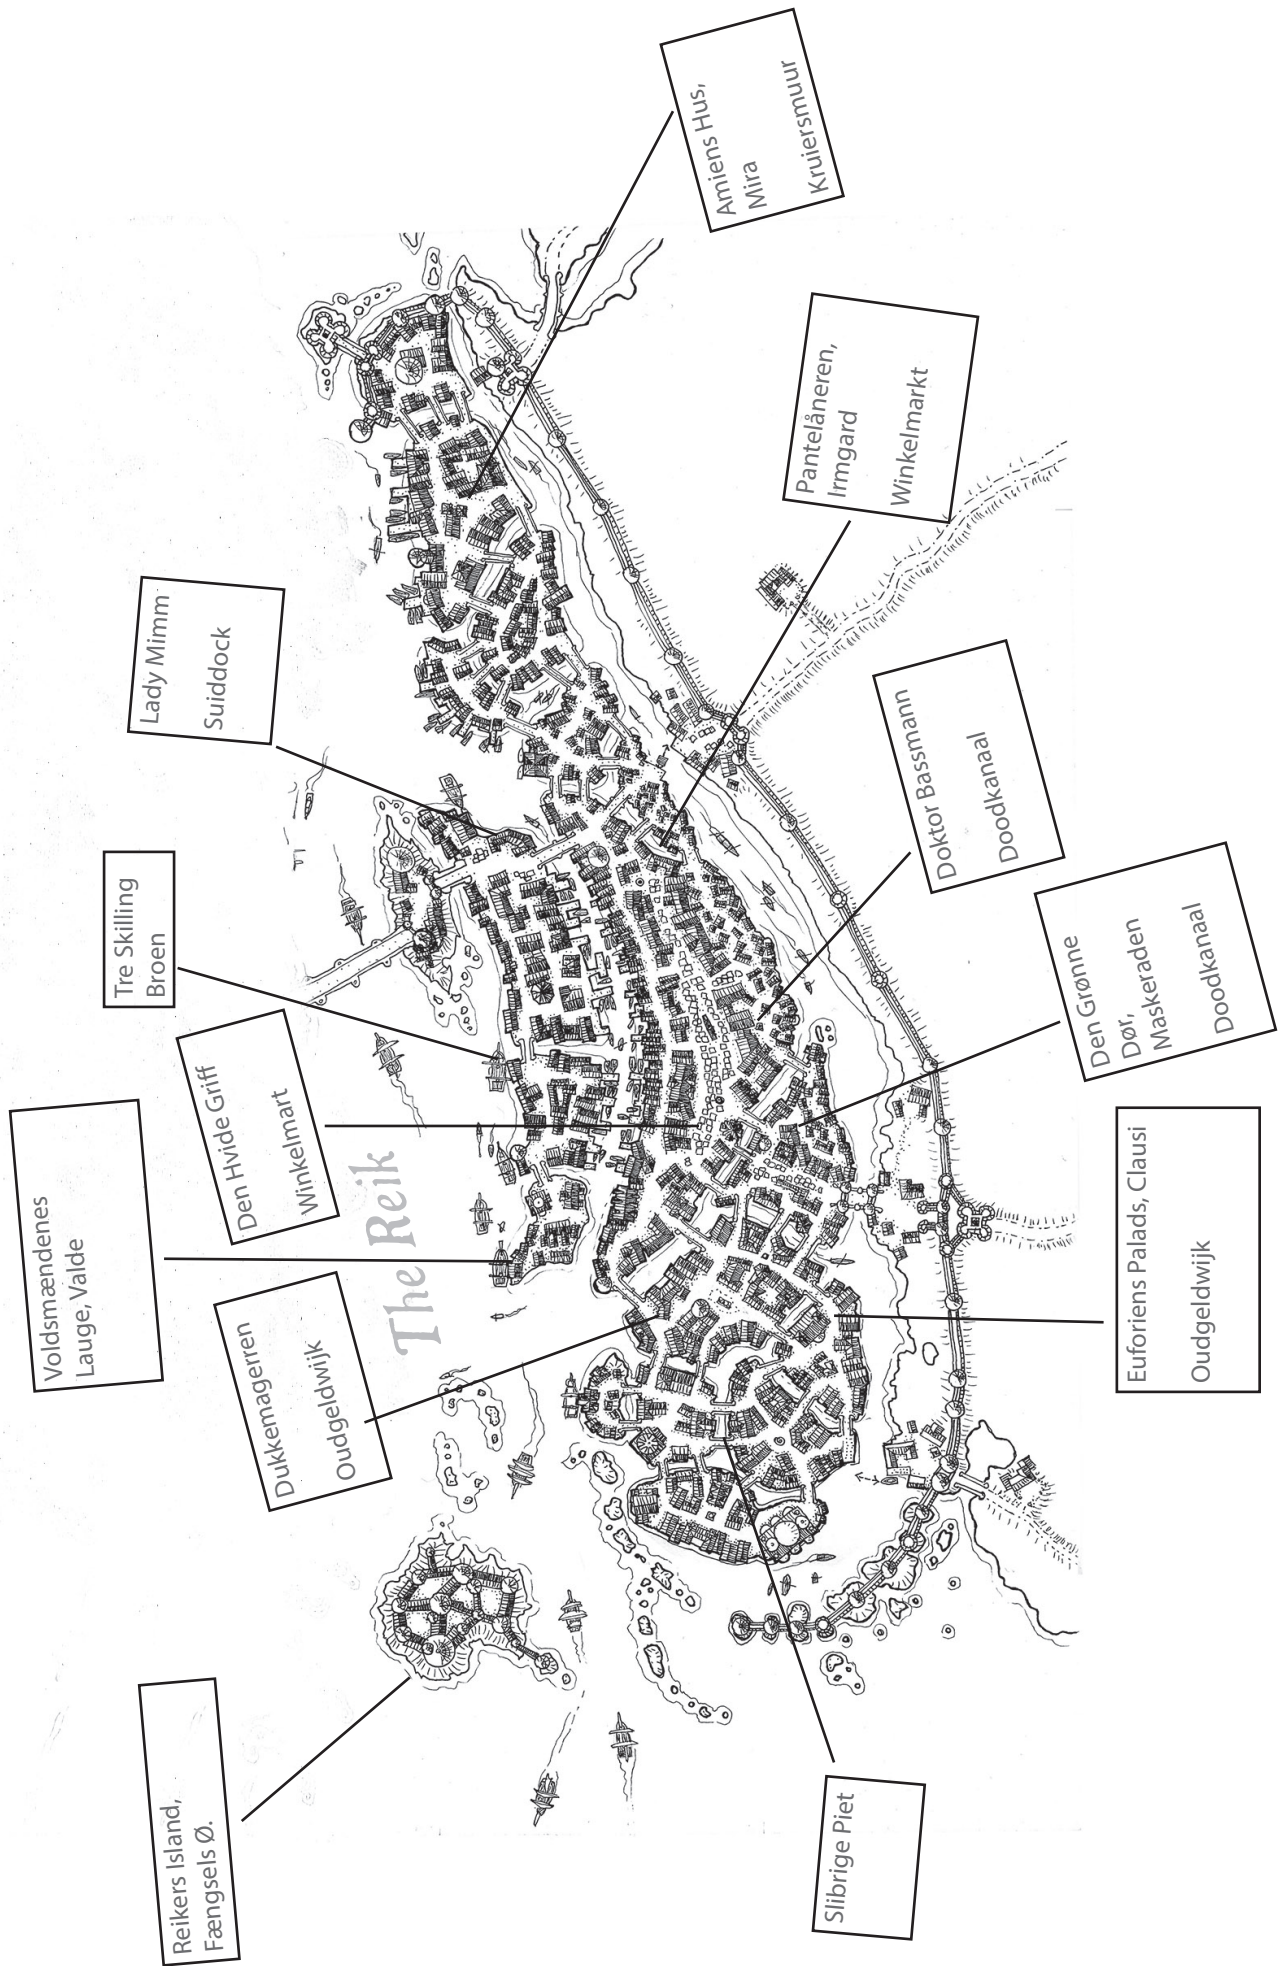 Reikers Island,
Fængsels Ø.
Voldsmændenes
Lauge, Valde
Dukkemagerren
Oudgeldwijk
Den Hvide Griff
Winkelmart
Tre Skilling
Broen
Lady Mimm
Suiddock
The Reik
Amiens Hus,
Mira
Kruiersmuur
Pantelåneren,
Irmgard
Winkelmarkt
Doktor Bassmann
Doodkanaal
Den Grønne
Dør,
Maskeraden
Doodkanaal
Euforiens Palads, Clausi
Oudgeldwijk
Slibrige Piet